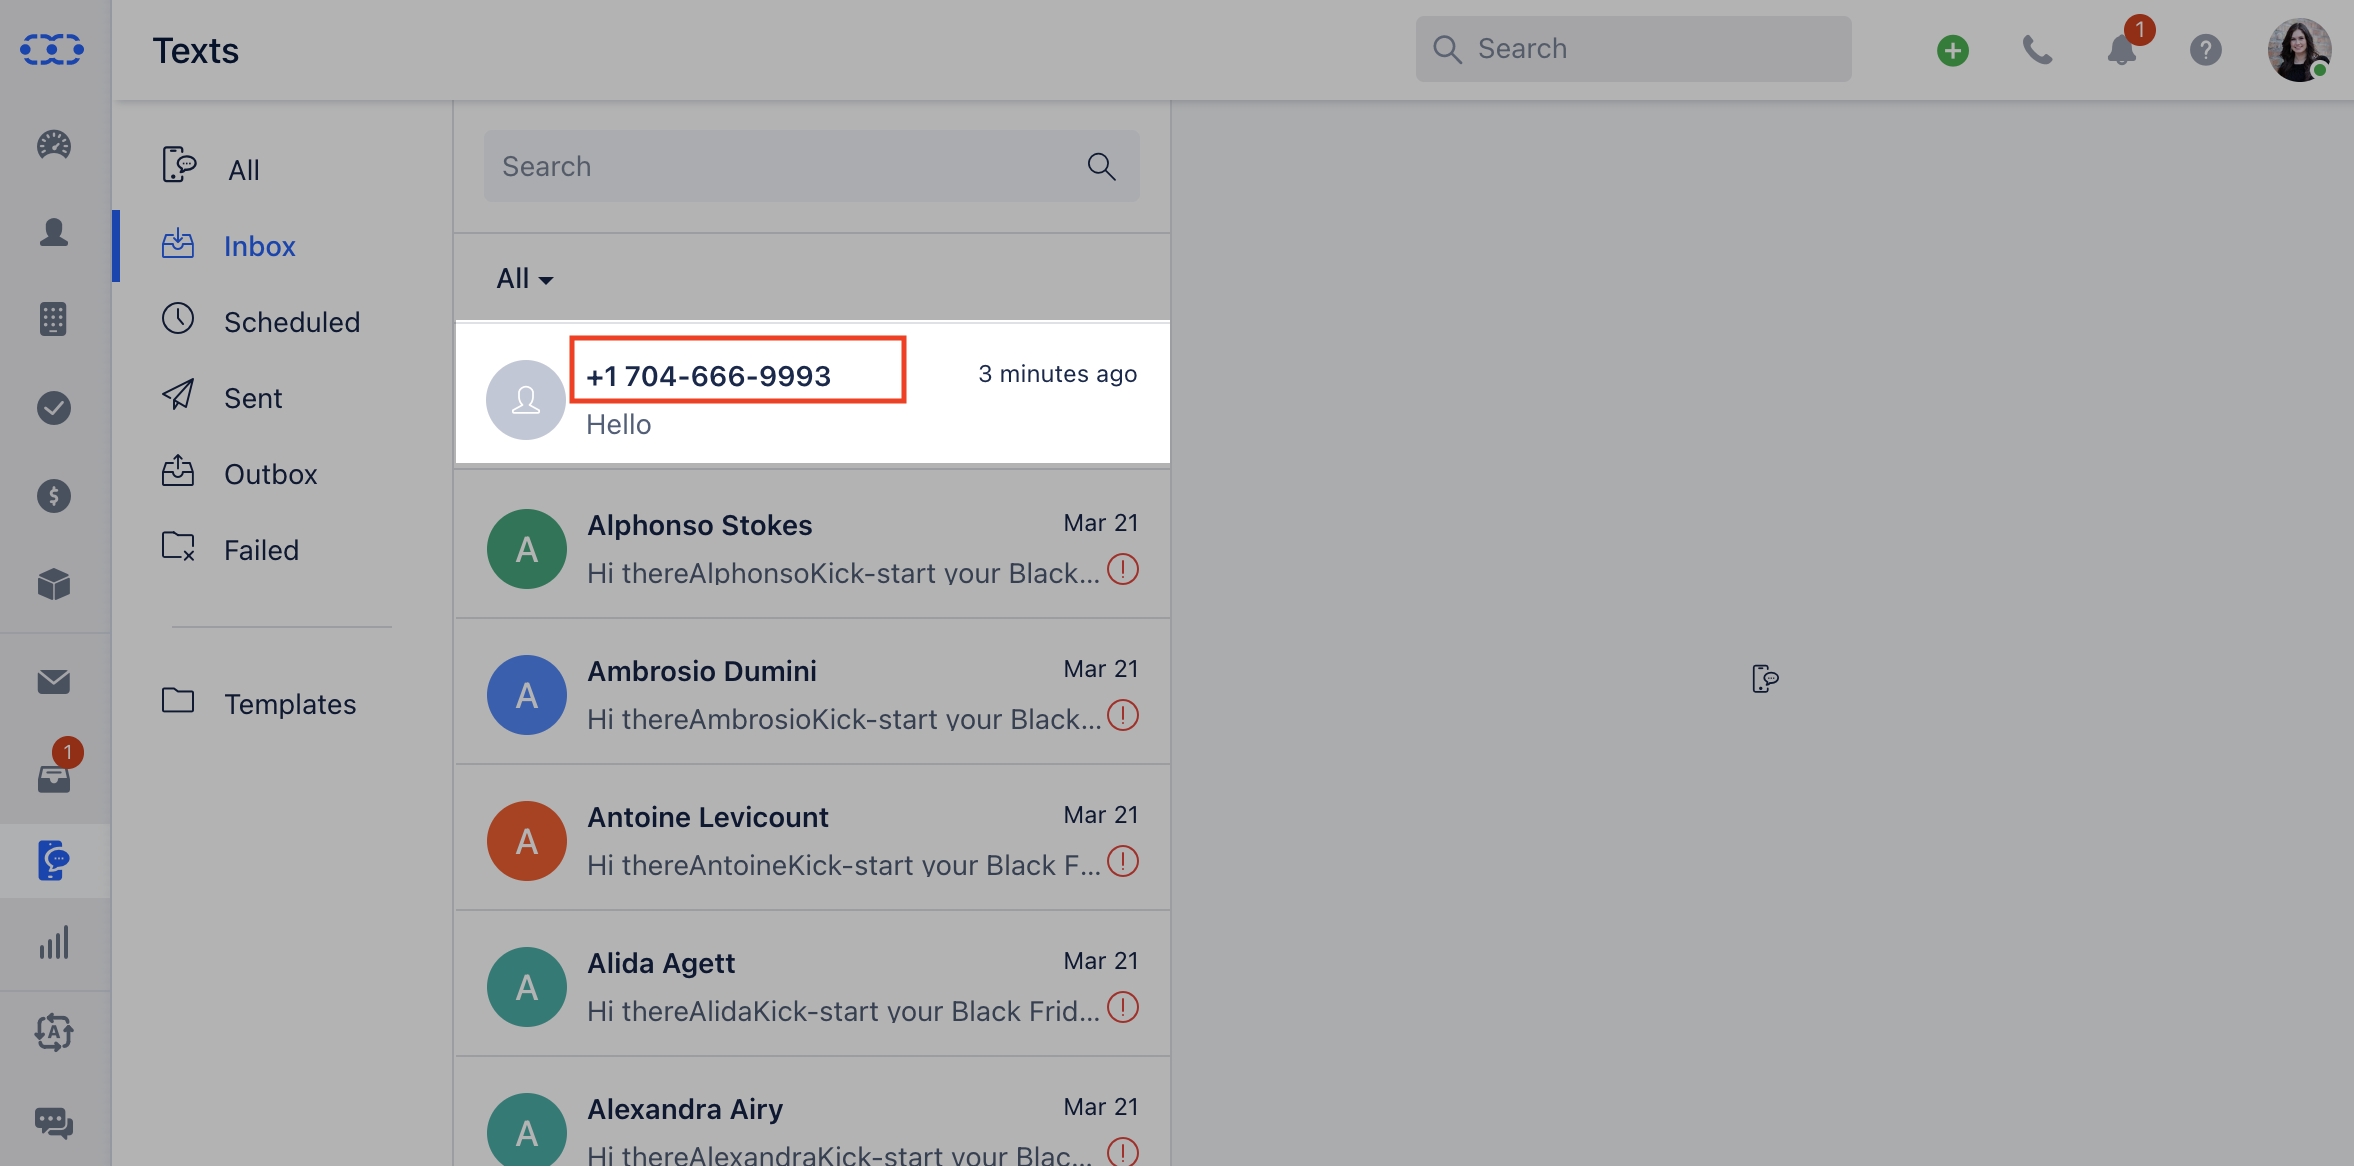 Texts
Search
1
All
Inbox
Scheduled
Sent
Outbox
Failed
Templates
1
Search
All
+1 704-666-9993
3 minutes ago
Hello
A
Alphonso Stokes
Mar 21
Hi thereAlphonsoKick-start your Black...
A
Ambrosio Dumini
Mar 21
Hi thereAmbrosioKick-start your Black...
A
Antoine Levicount
Mar 21
Hi thereAntoineKick-start your Black F...
A
Alida Agett
Mar 21
Hi thereAlidaKick-start your Black Frid...
A
Alexandra Airy
Mar 21
Hi thereAlexandraKick-start your Blac...